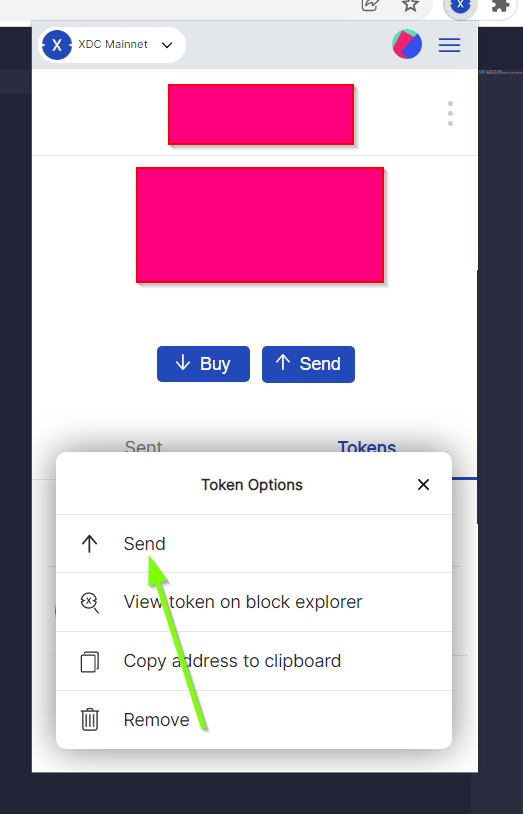 XDC Mainnet
Buy
Send
Sent
Tokens
Token Options
Send
View token on block explorer
Copy address to clipboard
Remove